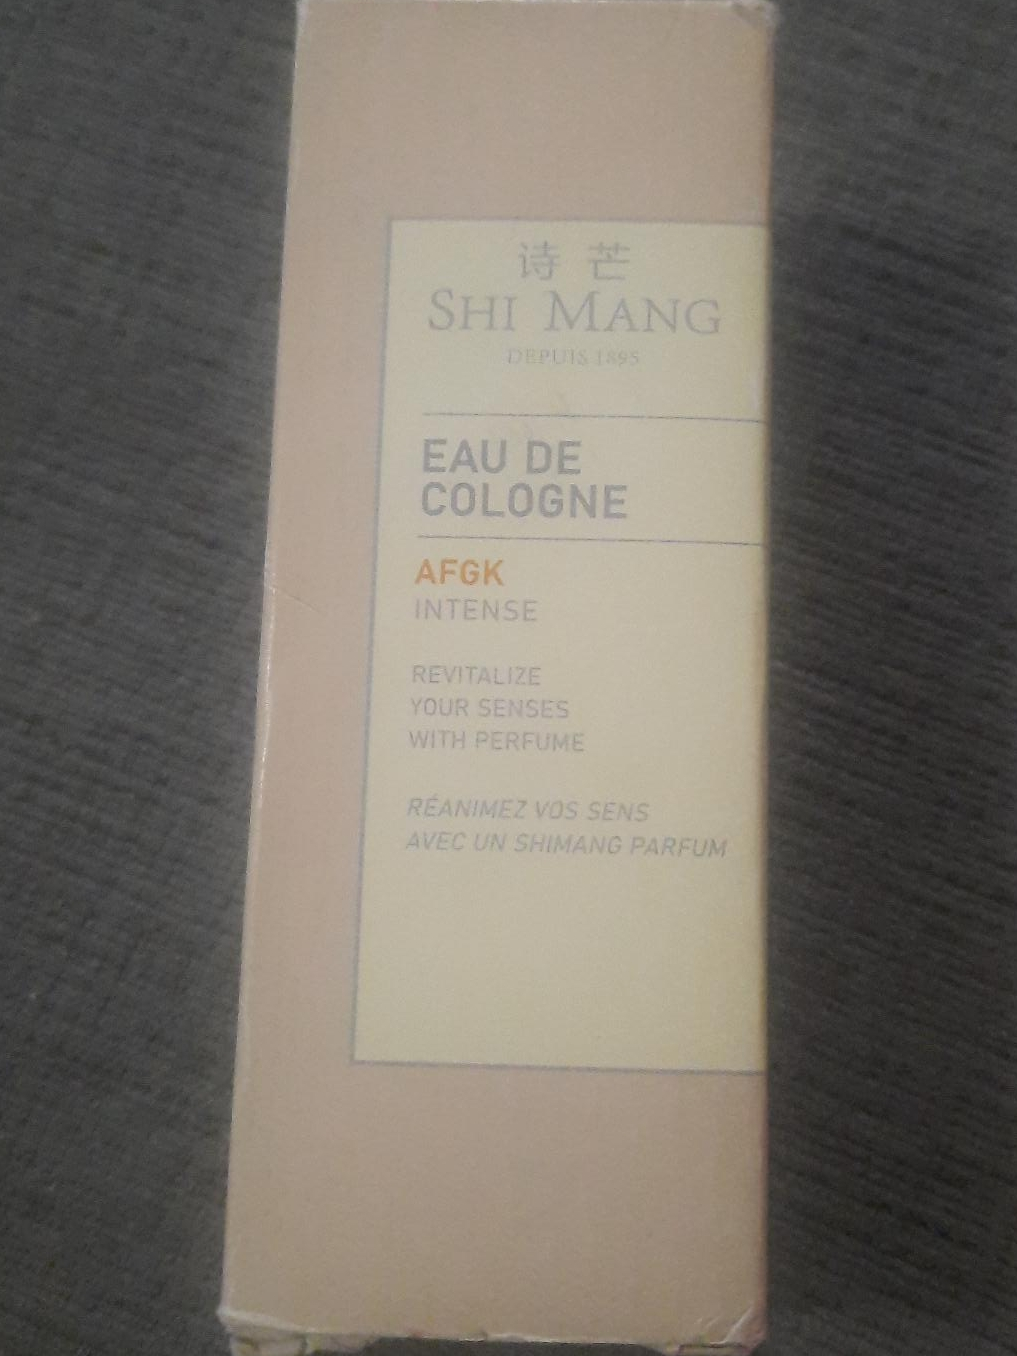 诗芒
SHI MANG
DEPUIS 1895
EAU DE
COLOGNE
AFGK
INTENSE
REVITALIZE
YOUR SENSES
WITH PERFUME
RÉANIMEZ VOS SENS
AVEC UN SHIMANG PARFUM